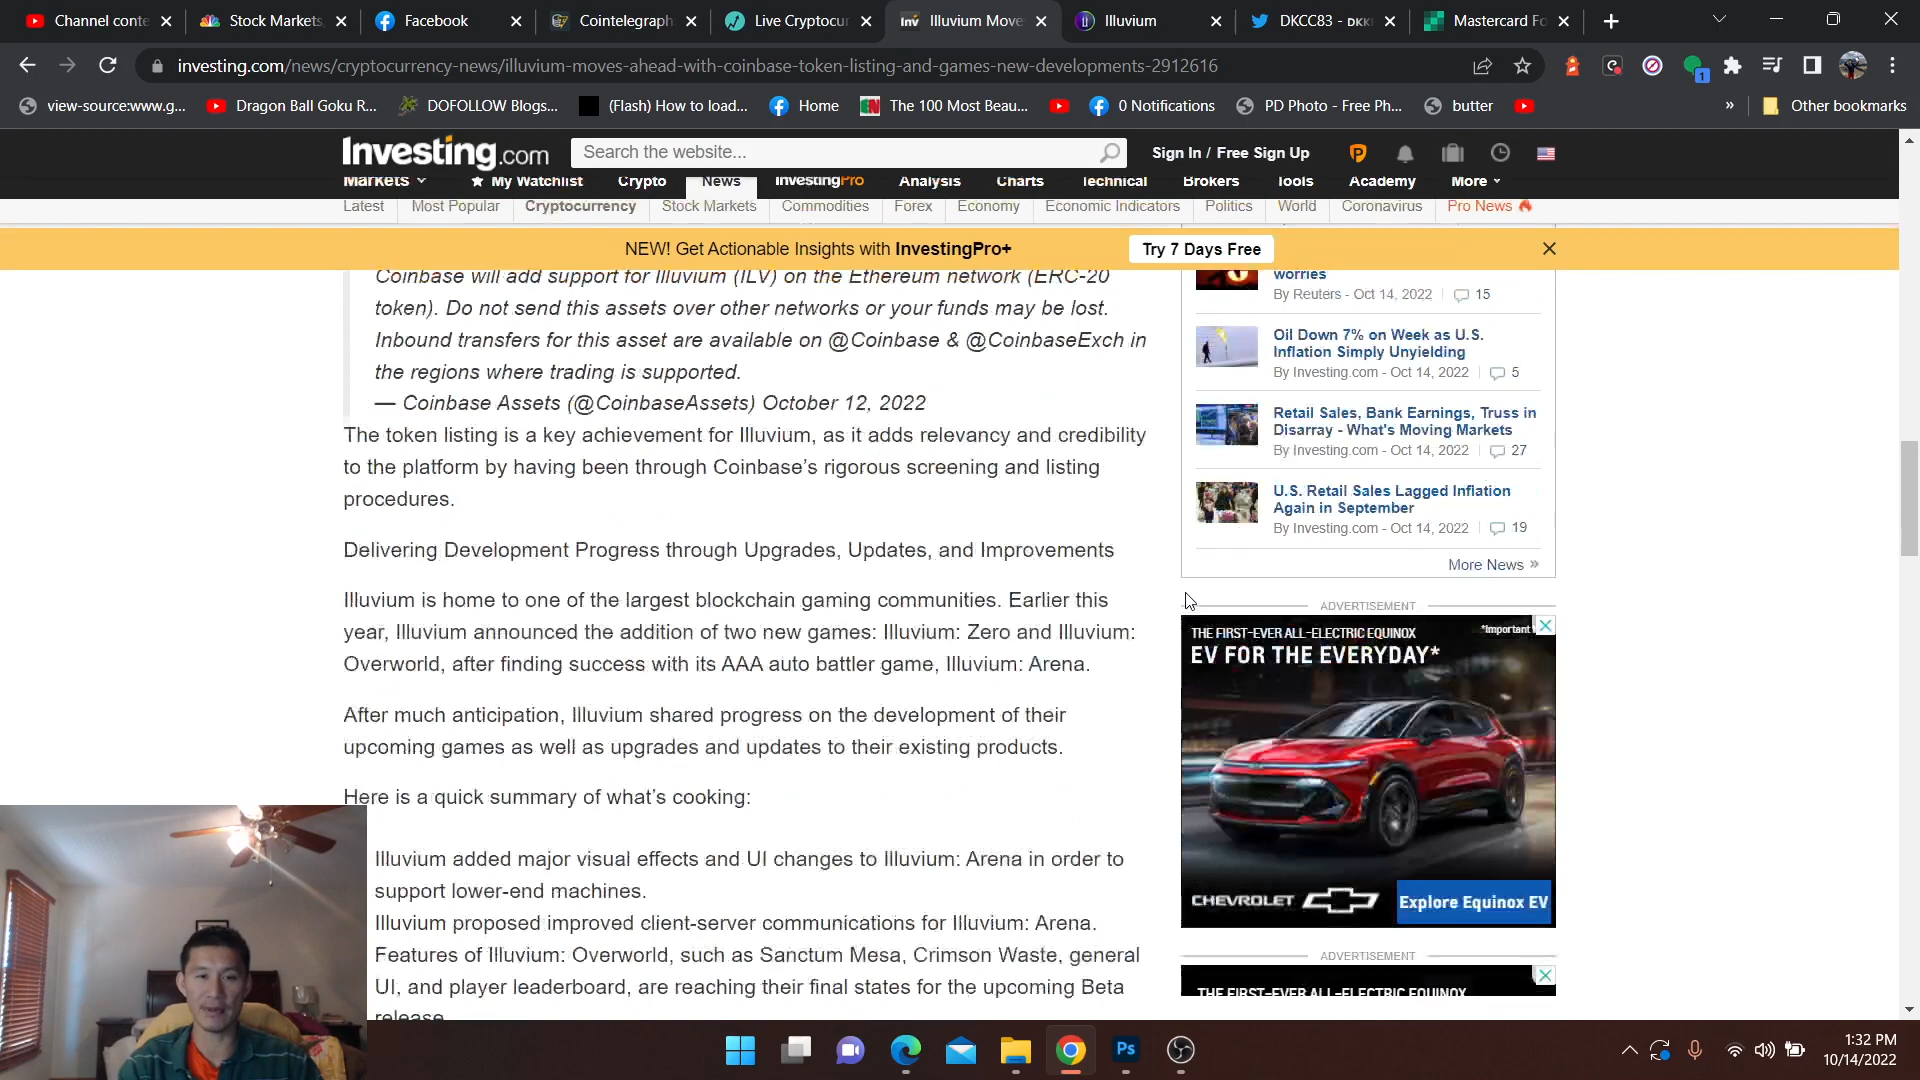 Channel conte
Stock Markets,
Facebook
Cointelegraph
Live Cryptocur
Illuvium Move
Illuvium
DKCC83 - DKK
Mastercard Fo
investing.com/news/cryptocurrency-news/illuvium-moves-ahead-with-coinbase-token-listing-and-games-new-developments-2912616
view-source:www.g...
Dragon Ball Goku R...
DOFOLLOW Blogs...
(Flash) How to load...
Home
The 100 Most Beau...
0 Notifications
PD Photo - Free Ph...
butter
»
Other bookmarks
Investing.com
Search the website...
Sign In / Free Sign Up
Markets
My Watchlist
Crypto
News
InvestingPro
Analysis
Charts
Technical
Brokers
Tools
Academy
More
Latest
Most Popular
Cryptocurrency
Stock Markets
Commodities
Forex
Economy
Economic Indicators
Politics
World
Coronavirus
Pro News
NEW! Get Actionable Insights with InvestingPro+
Try 7 Days Free
Coinbase will add support for Illuvium (ILV) on the Ethereum network (ERC-20
token). Do not send this assets over other networks or your funds may be lost.
Inbound transfers for this asset are available on @Coinbase & @CoinbaseExch in
the regions where trading is supported.
— Coinbase Assets (@CoinbaseAssets) October 12, 2022
The token listing is a key achievement for Illuvium, as it adds relevancy and credibility
to the platform by having been through Coinbase's rigorous screening and listing
procedures.
Delivering Development Progress through Upgrades, Updates, and Improvements
Illuvium is home to one of the largest blockchain gaming communities. Earlier this
year, Illuvium announced the addition of two new games: Illuvium: Zero and Illuvium:
Overworld, after finding success with its AAA auto battler game, Illuvium: Arena.
After much anticipation, Illuvium shared progress on the development of their
upcoming games as well as upgrades and updates to their existing products.
Here is a quick summary of what's cooking:
Illuvium added major visual effects and UI changes to Illuvium: Arena in order to
support lower-end machines.
Illuvium proposed improved client-server communications for Illuvium: Arena.
Features of Illuvium: Overworld, such as Sanctum Mesa, Crimson Waste, general
UI, and player leaderboard, are reaching their final states for the upcoming Beta
release.
worries
By Reuters - Oct 14, 2022
15
Oil Down 7% on Week as U.S.
Inflation Simply Unyielding
By Investing.com - Oct 14, 2022
5
Retail Sales, Bank Earnings, Truss in
Disarray - What's Moving Markets
By Investing.com - Oct 14, 2022
27
U.S. Retail Sales Lagged Inflation
Again in September
By Investing.com - Oct 14, 2022
19
More News »
ADVERTISEMENT
THE FIRST-EVER ALL-ELECTRIC EQUINOX
*Important
EV FOR THE EVERYDAY*
CHEVROLET
Explore Equinox EV
ADVERTISEMENT
THE FIRST-EVER ALL-ELECTRIC EQUINOX
Ps
1:32 PM
10/14/2022